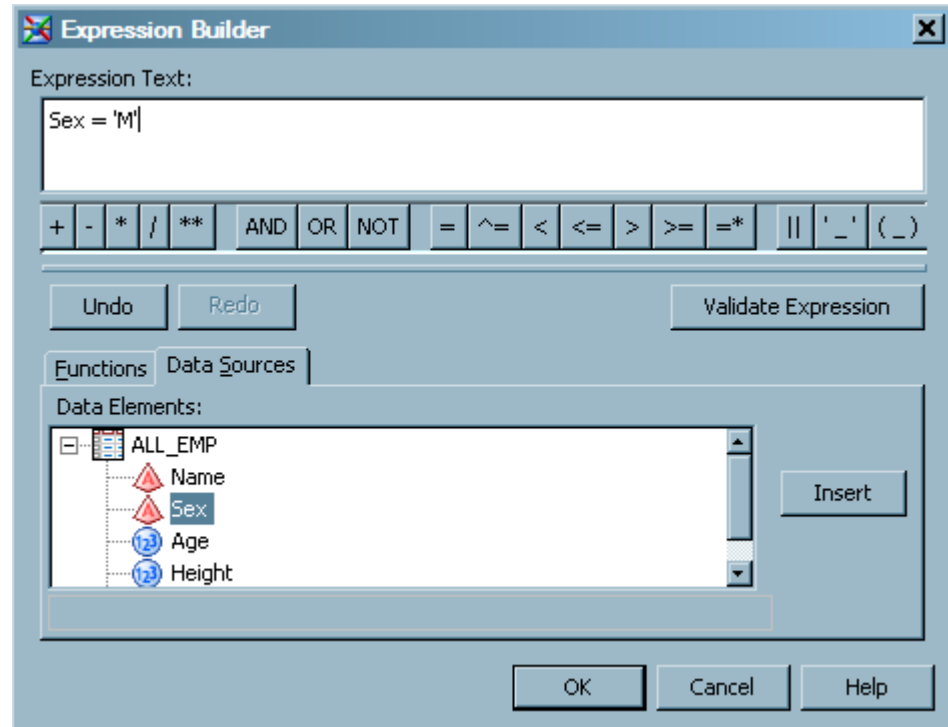 Expression Builder
Expression Text:
Sex = 'M'
+ - * / ** AND OR NOT = ^= < <= > >= =* || '_' (_)
Undo Redo Validate Expression
Functions Data Sources
Data Elements:
ALL_EMP
Name
Sex
Insert
Age
Height
OK Cancel Help